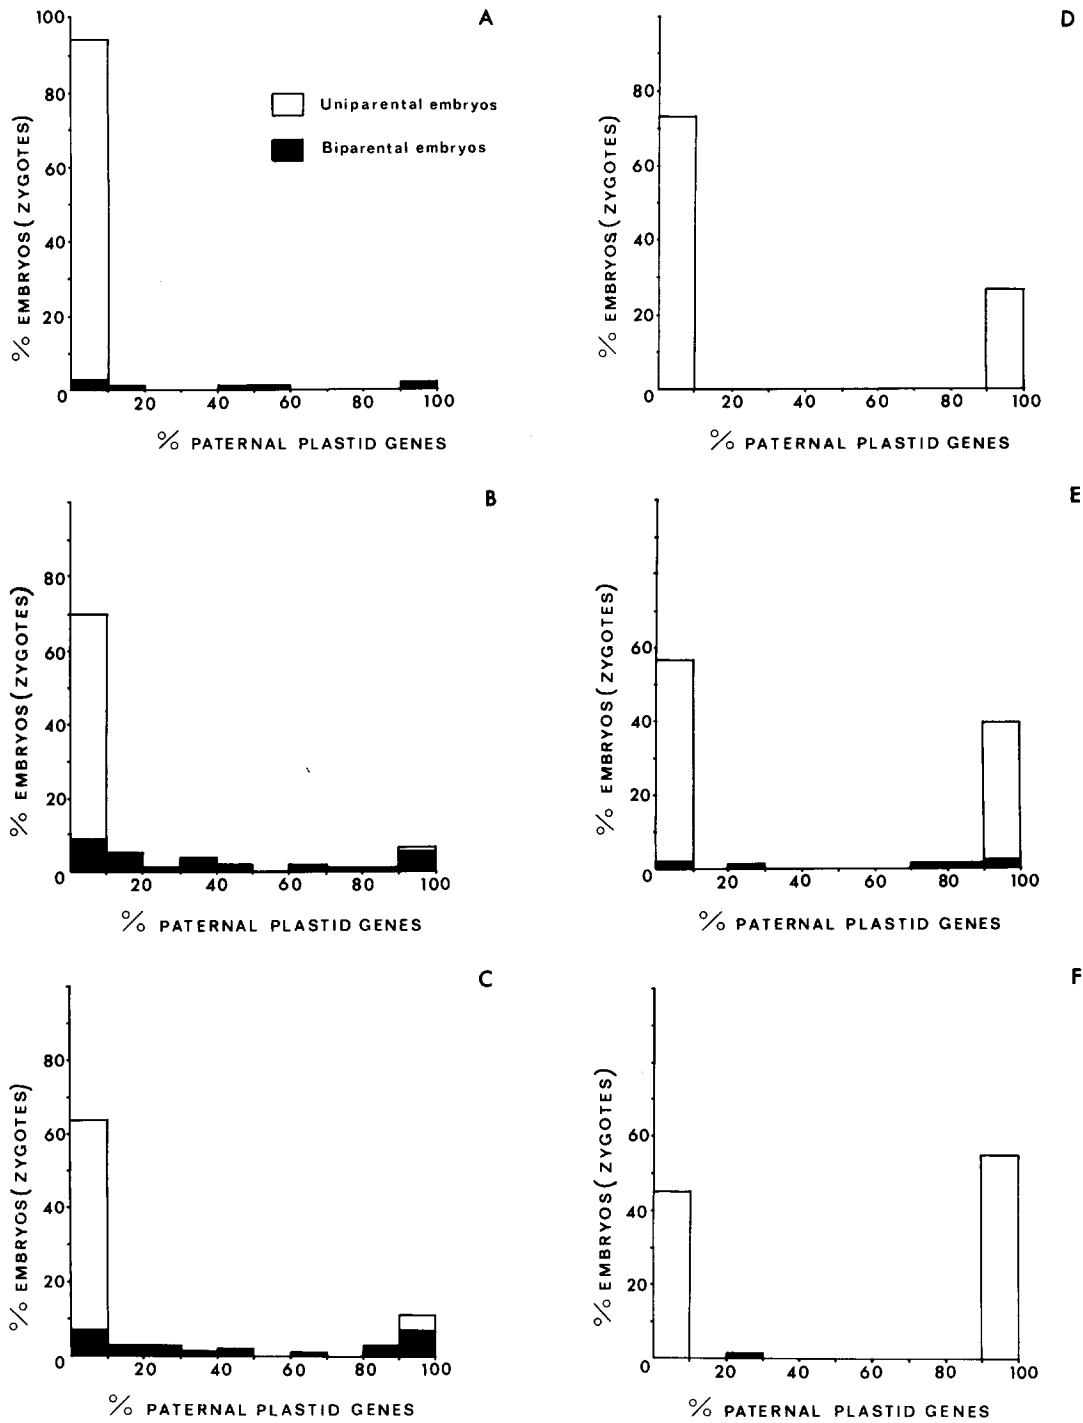 A
100
80
60
40
20
0
20
40
60
80
100
% EMBRYOS (ZYGOTES)
% PATERNAL PLASTID GENES
Uniparental embryos
Biparental embryos
D
80
60
40
20
0
20
40
60
80
100
% EMBRYOS (ZYGOTES)
% PATERNAL PLASTID GENES
B
80
60
40
20
0
20
40
60
80
100
% EMBRYOS (ZYGOTES)
% PATERNAL PLASTID GENES
E
60
40
20
0
20
40
60
80
100
% EMBRYOS (ZYGOTES)
% PATERNAL PLASTID GENES
C
80
60
40
20
0
20
40
60
80
100
% EMBRYOS (ZYGOTES)
% PATERNAL PLASTID GENES
F
60
40
20
0
20
40
60
80
100
% EMBRYOS (ZYGOTES)
% PATERNAL PLASTID GENES